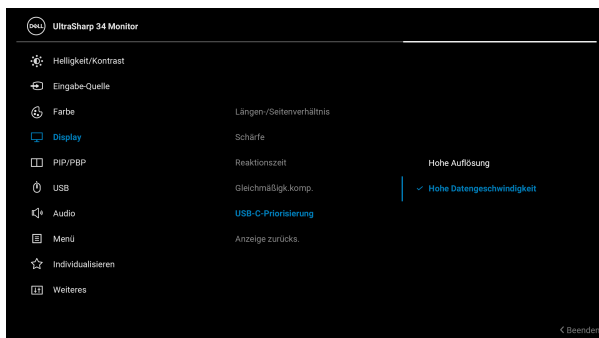 DELL
UltraSharp 34 Monitor
Helligkeit/Kontrast
Eingabe-Quelle
Farbe
Längen-/Seitenverhältnis
Display
Schärfe
PIP/PBP
Reaktionszeit
Hohe Auflösung
USB
Gleichmäßigk.komp.
Hohe Datengeschwindigkeit
Audio
USB-C-Priorisierung
Menü
Anzeige zurücks.
Individualisieren
Weiteres
Beenden